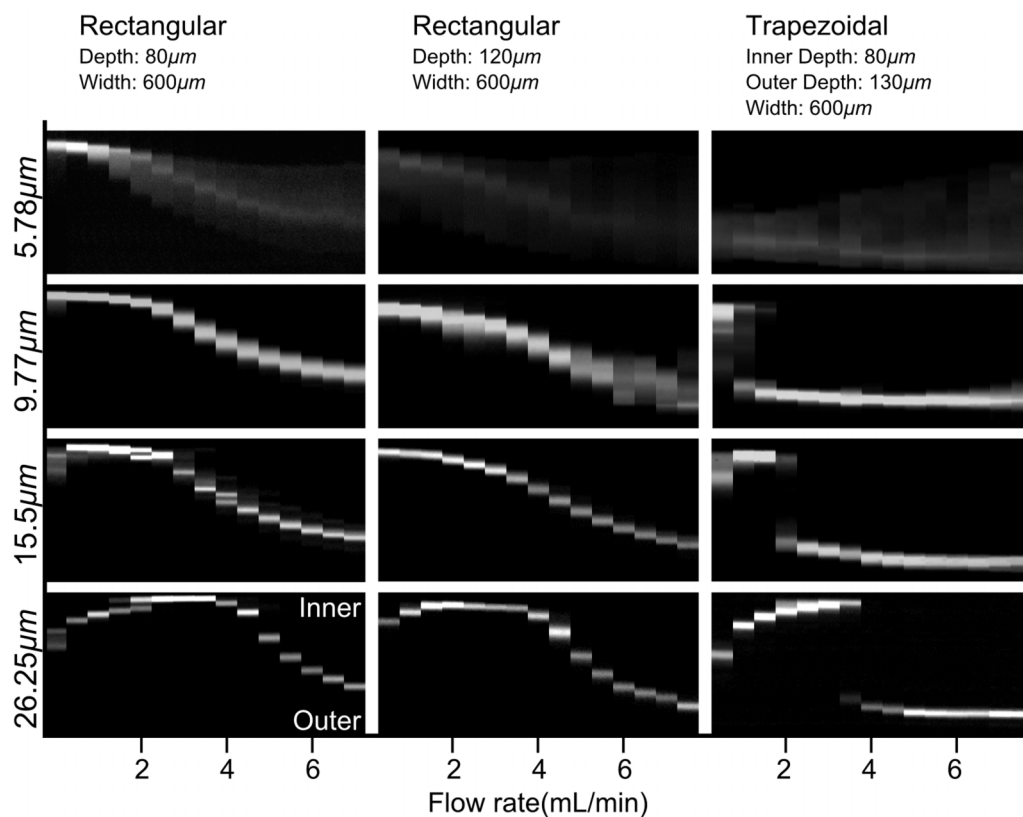 Rectangular
Depth: 80μm
Width: 600μm
Rectangular
Depth: 120μm
Width: 600μm
Trapezoidal
Inner Depth: 80μm
Outer Depth: 130μm
Width: 600μm
5.78μm
9.77μm
15.5μm
26.25μm
Inner
Outer
2 4 6 2 4 6 2 4 6
Flow rate(mL/min)